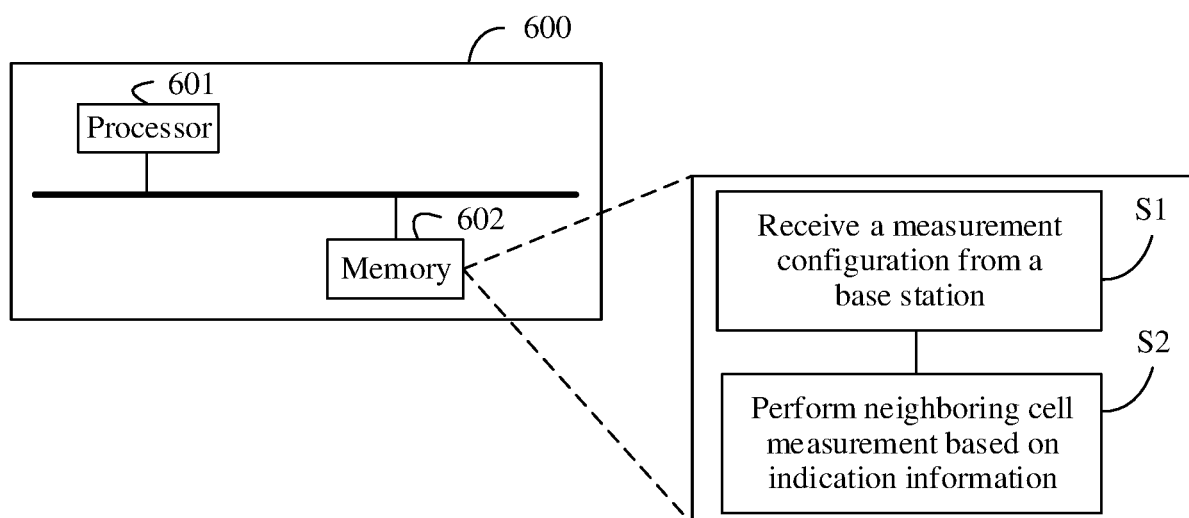 600
601
Processor
602
Memory
S1
Receive a measurement
configuration from a
base station
S2
Perform neighboring cell
measurement based on
indication information